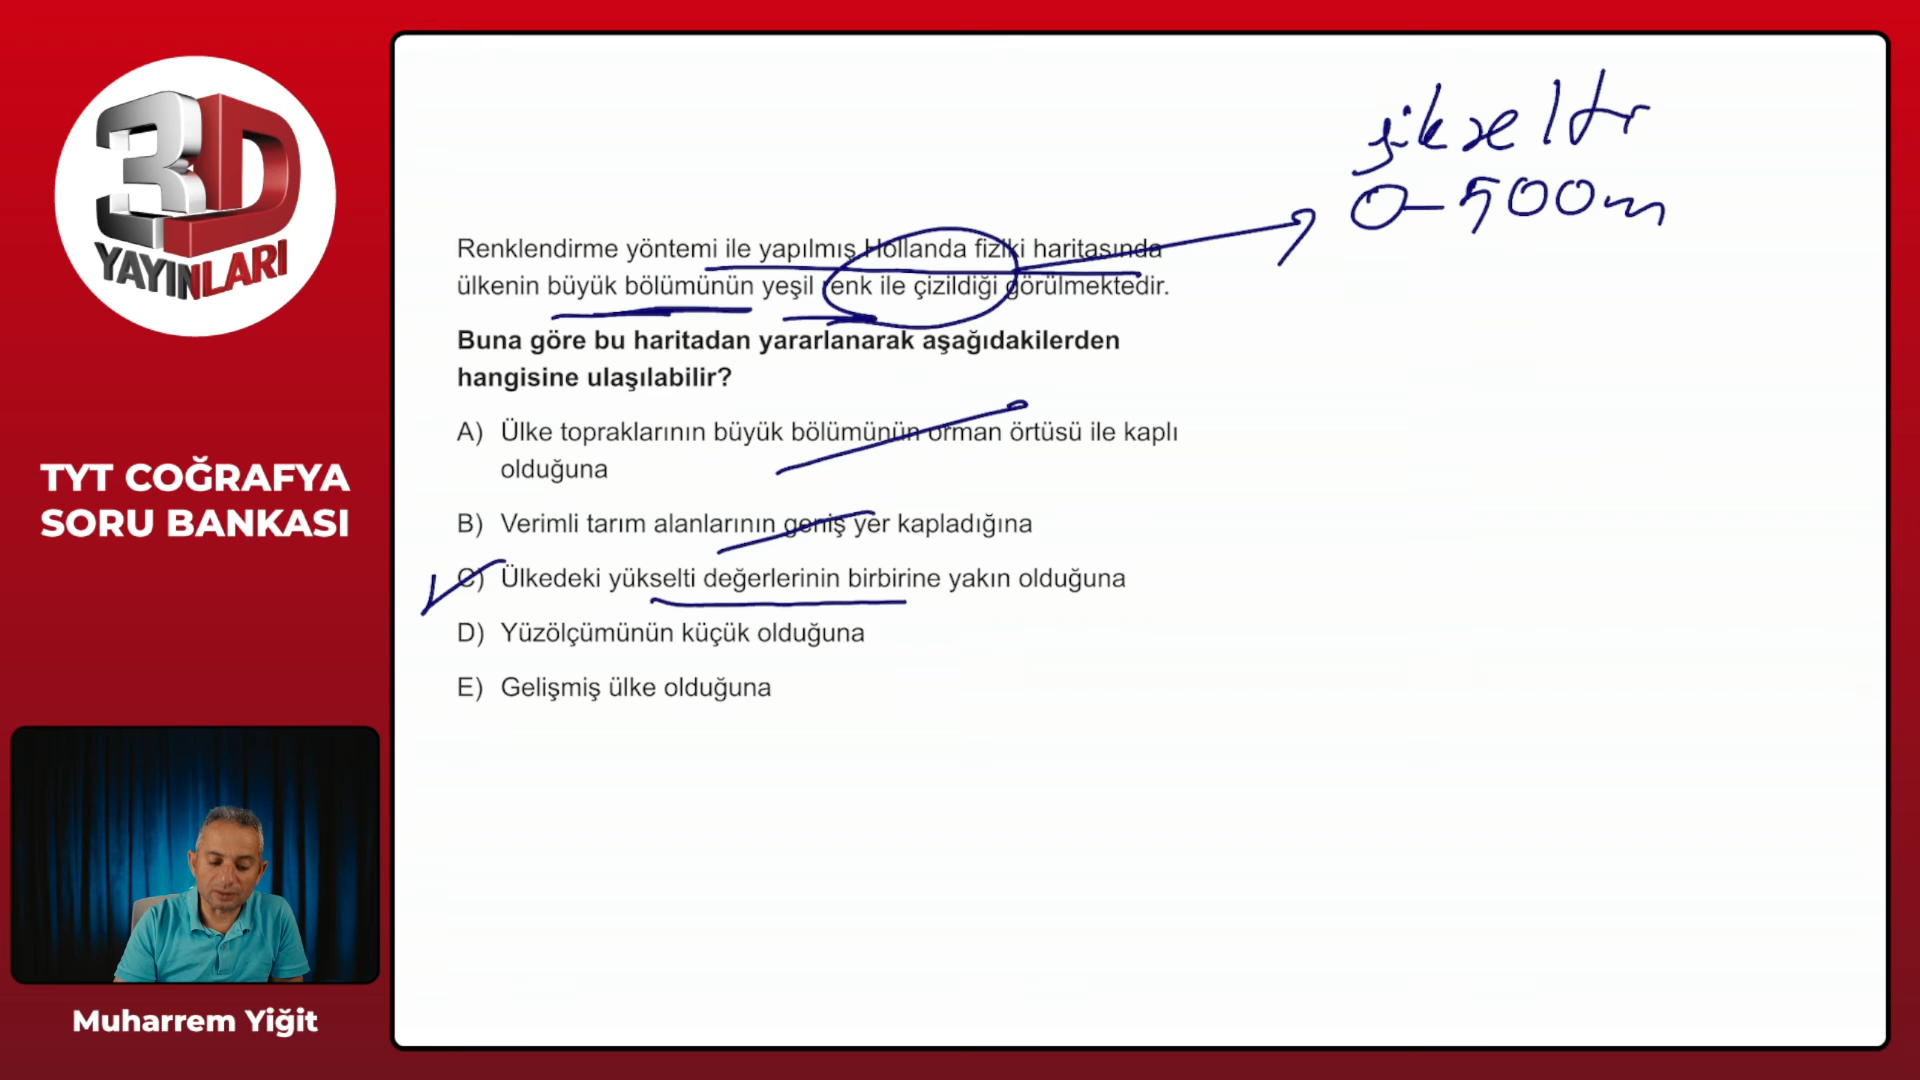 3D
YAYINLARI
TYT COĞRAFYA
SORU BANKASI
Muharrem Yiğit
yükselti
0-500m
Renklendirme yöntemi ile yapılmış Hollanda fiziki haritasında
ülkenin büyük bölümünün yeşil renk ile çizildiği görülmektedir.
Buna göre bu haritadan yararlanarak aşağıdakilerden
hangisine ulaşılabilir?
A) Ülke topraklarının büyük bölümünün orman örtüsü ile kaplı
olduğuna
B) Verimli tarım alanlarının geniş yer kapladığına
C) Ülkedeki yükselti değerlerinin birbirine yakın olduğuna
D) Yüzölçümünün küçük olduğuna
E) Gelişmiş ülke olduğuna